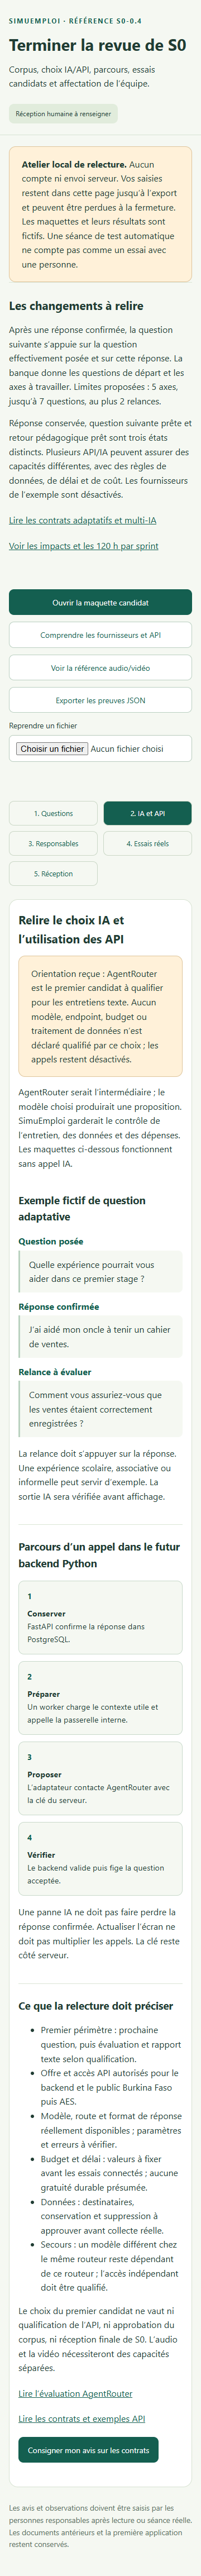 SIMUEMPLOI · RÉFÉRENCE S0-0.4
Terminer la revue de S0
Corpus, choix IA/API, parcours, essais
candidats et affectation de l'équipe.
Réception humaine à renseigner
Atelier local de relecture. Aucun
compte ni envoi serveur. Vos saisies
restent dans cette page jusqu'à l'export
et peuvent être perdues à la fermeture.
Les maquettes et leurs résultats sont
fictifs. Une séance de test automatique
ne compte pas comme un essai avec
une personne.
Les changements à relire
Après une réponse confirmée, la question
suivante s'appuie sur la question
effectivement posée et sur cette réponse. La
banque donne les questions de départ et les
axes à travailler. Limites proposées : 5 axes,
jusqu'à 7 questions, au plus 2 relances.
Réponse conservée, question suivante prête et
retour pédagogique prêt sont trois états
distincts. Plusieurs API/IA peuvent assurer des
capacités différentes, avec des règles de
données, de délai et de coût. Les fournisseurs
de l'exemple sont désactivés.
Lire les contrats adaptatifs et multi-IA
Voir les impacts et les 120 h par sprint
Ouvrir la maquette candidat
Comprendre les fournisseurs et API
Voir la référence audio/vidéo
Exporter les preuves JSON
Reprendre un fichier
Choisir un fichier Aucun fichier choisi
1. Questions
2. IA et API
3. Responsables
4. Essais réels
5. Réception
Relire le choix IA et
l'utilisation des API
Orientation reçue : AgentRouter
est le premier candidat à qualifier
pour les entretiens texte. Aucun
modèle, endpoint, budget ou
traitement de données n'est
déclaré qualifié par ce choix ; les
appels restent désactivés.
AgentRouter serait l'intermédiaire ; le
modèle choisi produirait une proposition.
SimuEmploi garderait le contrôle de
l'entretien, des données et des dépenses.
Les maquettes ci-dessous fonctionnent
sans appel IA.
Exemple fictif de question
adaptative
Question posée
Quelle expérience pourrait vous
aider dans ce premier stage ?
Réponse confirmée
J'ai aidé mon oncle à tenir un cahier
de ventes.
Relance à évaluer
Comment vous assuriez-vous que
les ventes étaient correctement
enregistrées ?
La relance doit s'appuyer sur la réponse.
Une expérience scolaire, associative ou
informelle peut servir d'exemple. La
sortie IA sera vérifiée avant affichage.
Parcours d'un appel dans le futur
backend Python
1
Conserver
FastAPI confirme la réponse dans
PostgreSQL.
2
Préparer
Un worker charge le contexte utile et
appelle la passerelle interne.
3
Proposer
L'adaptateur contacte AgentRouter avec
la clé du serveur.
4
Vérifier
Le backend valide puis fige la question
acceptée.
Une panne IA ne doit pas faire perdre la
réponse confirmée. Actualiser l'écran ne
doit pas multiplier les appels. La clé reste
côté serveur.
Ce que la relecture doit préciser
• Premier périmètre : prochaine
question, puis évaluation et rapport
texte selon qualification.
• Offre et accès API autorisés pour le
backend et le public Burkina Faso
puis AES.
• Modèle, route et format de réponse
réellement disponibles ; paramètres
et erreurs à vérifier.
• Budget et délai : valeurs à fixer
avant les essais connectés ; aucune
gratuité durable présumée.
• Données : destinataires,
conservation et suppression à
approuver avant collecte réelle.
• Secours : un modèle différent chez
le même routeur reste dépendant
de ce routeur ; l'accès indépendant
doit être qualifié.
Le choix du premier candidat ne vaut ni
qualification de l'API, ni approbation du
corpus, ni réception finale de S0. L'audio
et la vidéo nécessiteront des capacités
séparées.
Lire l'évaluation AgentRouter
Lire les contrats et exemples API
Consigner mon avis sur les contrats
Les avis et observations doivent être saisis par les
personnes responsables après lecture ou séance réelle.
Les documents antérieurs et la première application
restent conservés.